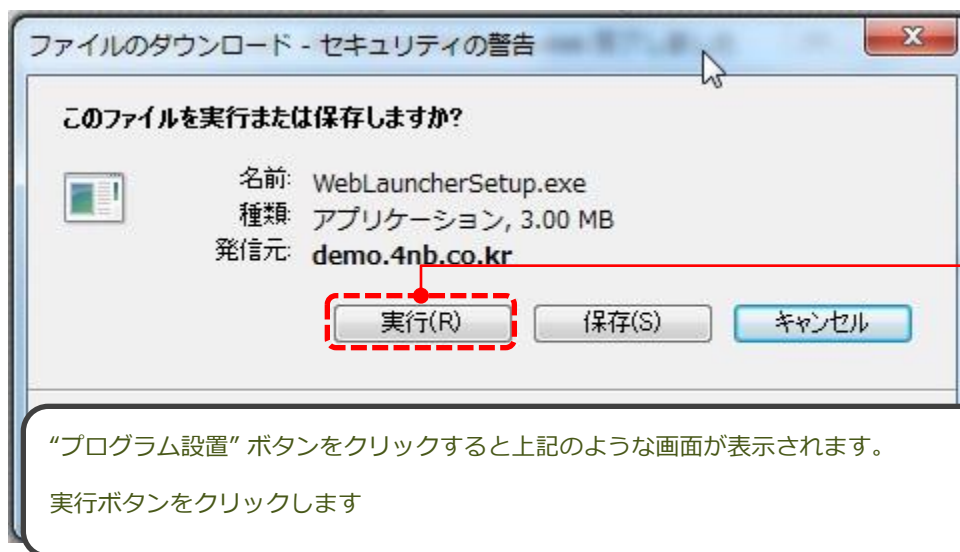 ファイルのダウンロード - セキュリティの警告
このファイルを実行または保存しますか?
名前: WebLauncherSetup.exe
種類: アプリケーション, 3.00 MB
発信元: demo.4nb.co.kr
実行(R) 保存(S) キャンセル
“プログラム設置” ボタンをクリックすると上記のような画面が表示されます。
実行ボタンをクリックします